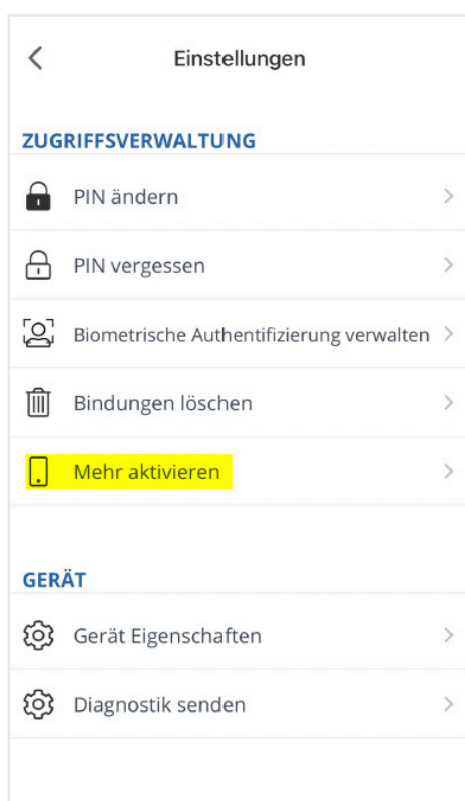 Einstellungen
ZUGRIFFSVERWALTUNG
PIN ändern
PIN vergessen
Biometrische Authentifizierung verwalten
Bindungen löschen
Mehr aktivieren
GERÄT
Gerät Eigenschaften
Diagnostik senden